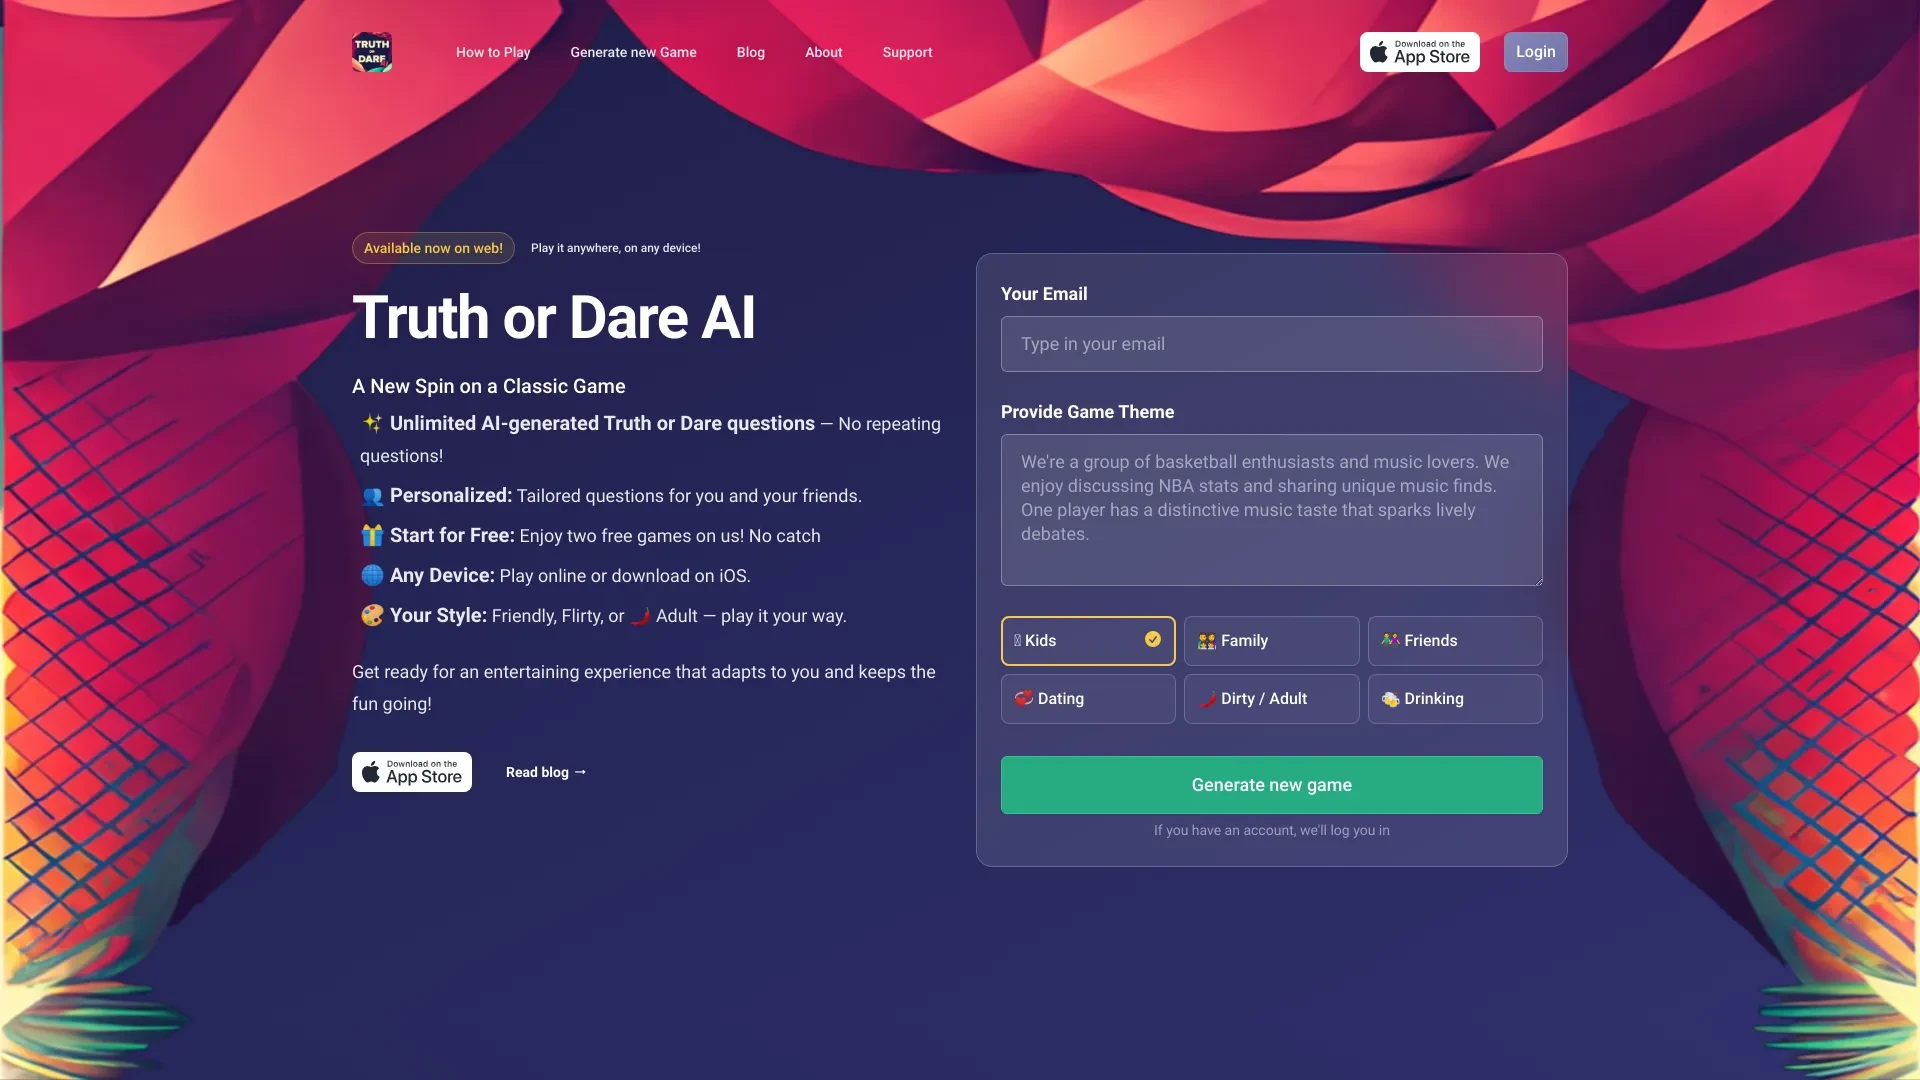 TRUTH
OR
DARE
How to Play
Generate new Game
Blog
About
Support
Download on the
App Store
Login
Available now on web!
Play it anywhere, on any device!
Truth or Dare AI
A New Spin on a Classic Game
✨ Unlimited AI-generated Truth or Dare questions — No repeating
questions!
👥 Personalized: Tailored questions for you and your friends.
🎁 Start for Free: Enjoy two free games on us! No catch
🌐 Any Device: Play online or download on iOS.
🎨 Your Style: Friendly, Flirty, or 🌶️ Adult — play it your way.
Get ready for an entertaining experience that adapts to you and keeps the
fun going!
Download on the
App Store
Read blog →
Your Email
Type in your email
Provide Game Theme
We're a group of basketball enthusiasts and music lovers. We
enjoy discussing NBA stats and sharing unique music finds.
One player has a distinctive music taste that sparks lively
debates.
Kids
👨‍👩‍👧‍👦 Family
👫 Friends
💞 Dating
🌶️ Dirty / Adult
🍻 Drinking
Generate new game
If you have an account, we'll log you in